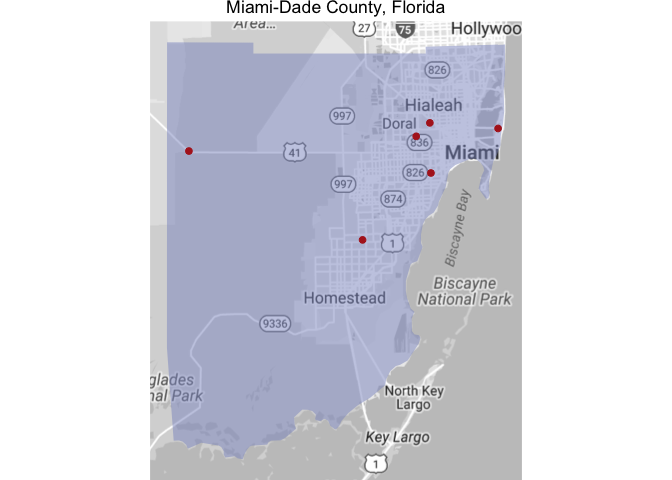 Miami-Dade County, Florida
Area...
27
75
Hollywoo
826
Hialeah
997
Doral
836
41
Miami
826
997
874
1
Biscayne Bay
Biscayne
National Park
Homestead
9336
glades
nal Park
North Key
Largo
Key Largo
1